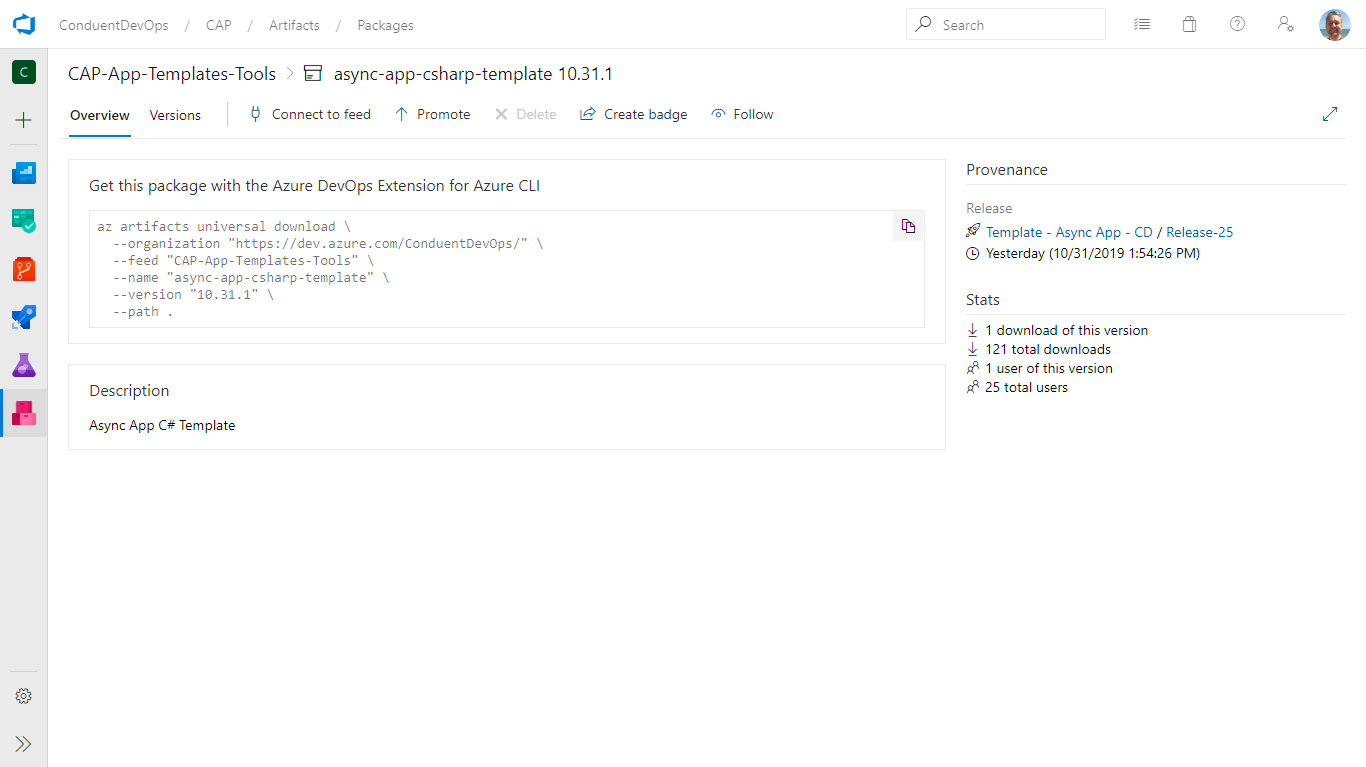 ConduentDevOps / CAP / Artifacts / Packages
Search
C
CAP-App-Templates-Tools > async-app-csharp-template 10.31.1
Overview Versions Connect to feed Promote Delete Create badge Follow
Get this package with the Azure DevOps Extension for Azure CLI
az artifacts universal download \
--organization "https://dev.azure.com/ConduentDevOps/" \
--feed "CAP-App-Templates-Tools" \
--name "async-app-csharp-template" \
--version "10.31.1" \
--path .
Description
Async App C# Template
Provenance
Release
Template - Async App - CD / Release-25
Yesterday (10/31/2019 1:54:26 PM)
Stats
1 download of this version
121 total downloads
1 user of this version
25 total users